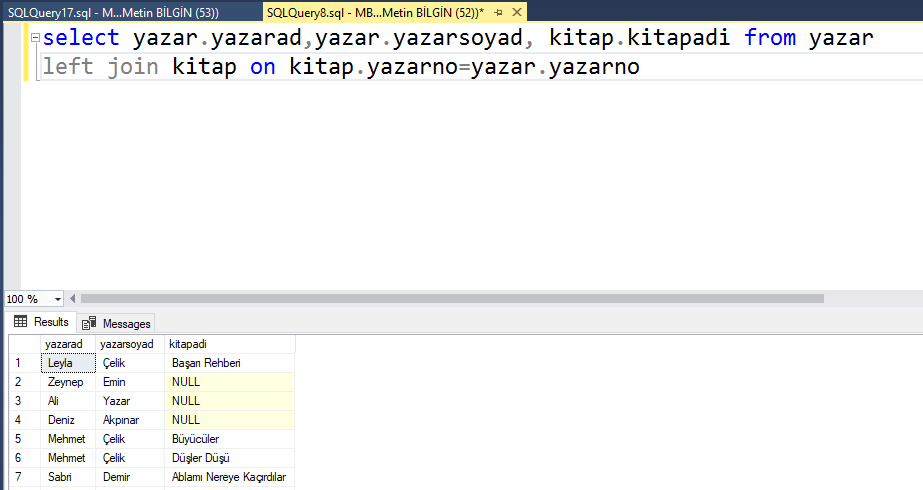 SQLQuery17.sql - M...Metin BİLGİN (53)) SQLQuery8.sql - MB...Metin BİLGİN (52))*
select yazar.yazarad,yazar.yazarsoyad, kitap.kitapadi from yazar
left join kitap on kitap.yazarno=yazar.yazarno
100 %
Results Messages
yazarad yazarsoyad kitapadi
1 Leyla Çelik Başarı Rehberi
2 Zeynep Emin NULL
3 Ali Yazar NULL
4 Deniz Akpınar NULL
5 Mehmet Çelik Büyücüler
6 Mehmet Çelik Düşler Düşü
7 Sabri Demir Ablamı Nereye Kaçırdılar